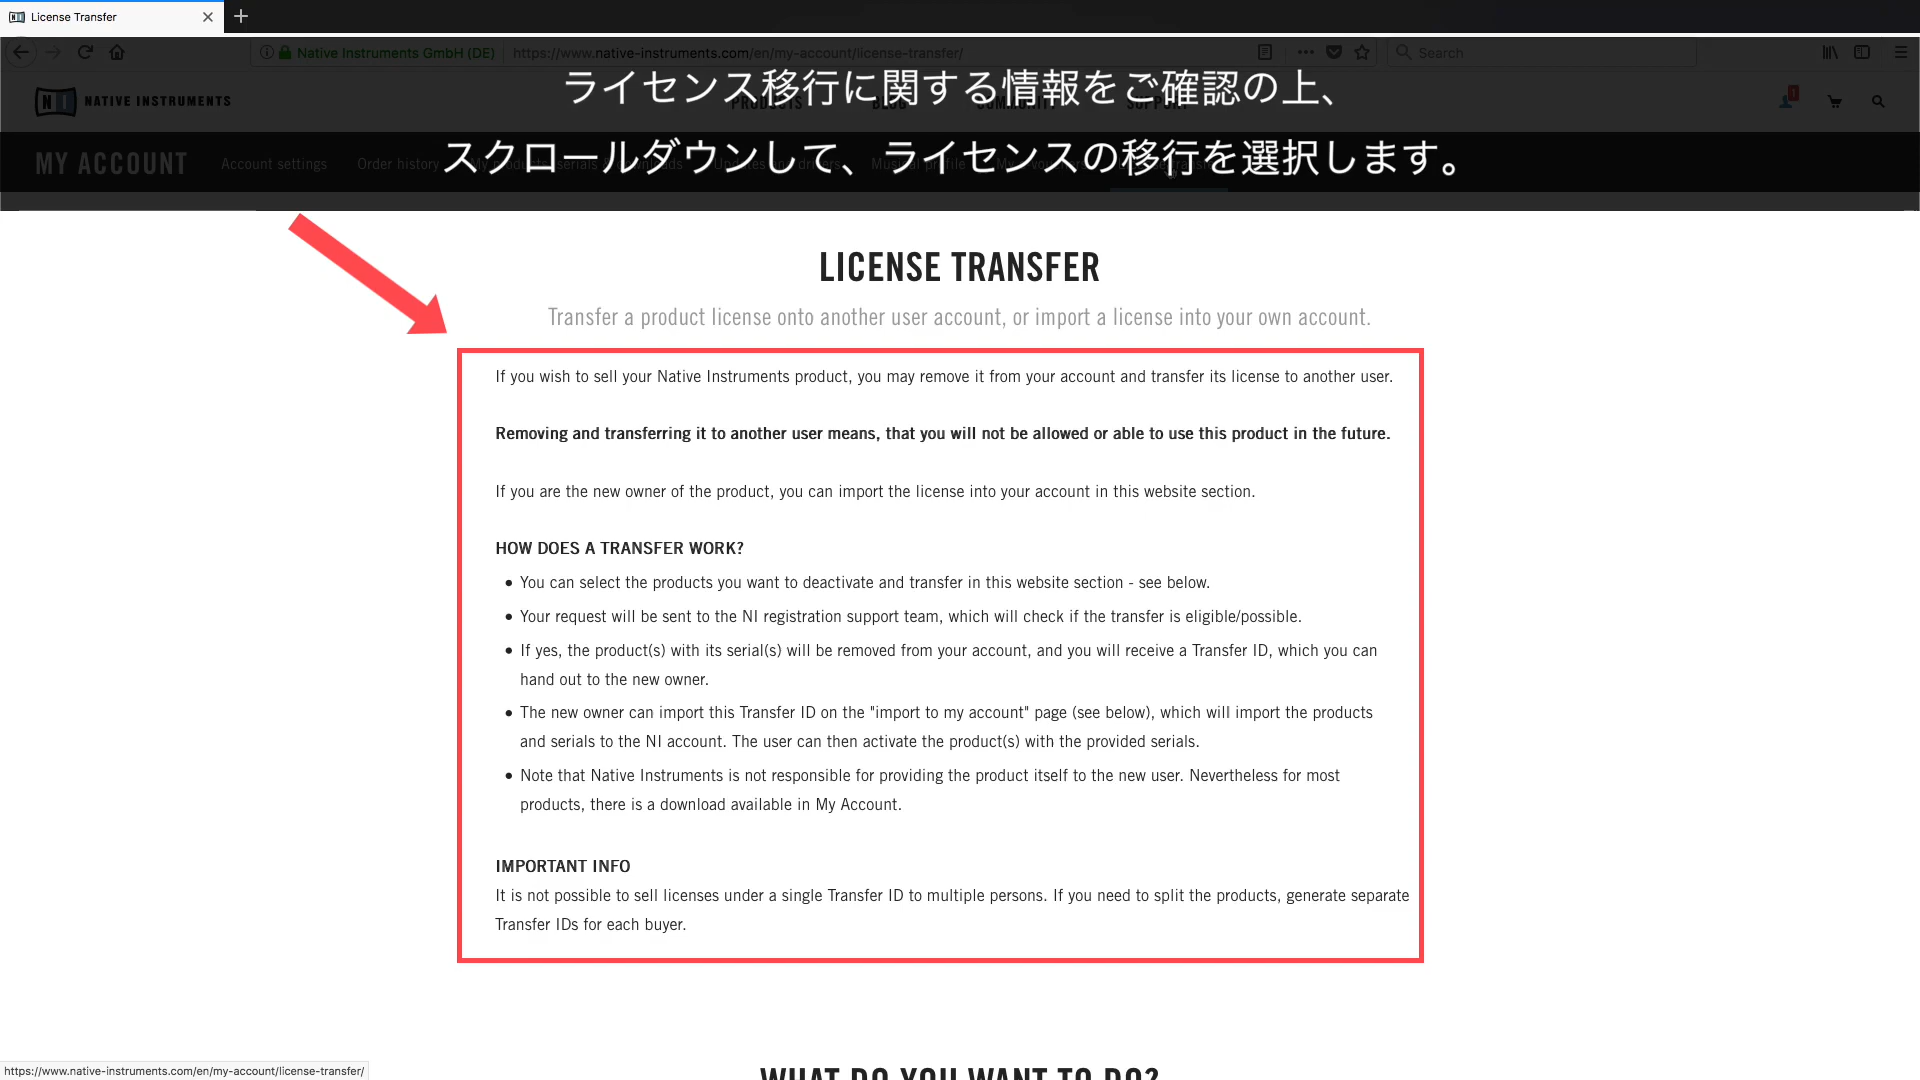 License Transfer
Native Instruments GmbH (DE) https://www.native-instruments.com/en/my-account/license-transfer/ Search
ライセンス移行に関する情報をご確認の上、
NATIVE INSTRUMENTS PRODUCTS BLOG COMMUNITY SUPPORT 1
スクロールダウンして、ライセンスの移行を選択します。
MY ACCOUNT Account settings Order history
LICENSE TRANSFER
Transfer a product license onto another user account, or import a license into your own account.
If you wish to sell your Native Instruments product, you may remove it from your account and transfer its license to another user.
Removing and transferring it to another user means, that you will not be allowed or able to use this product in the future.
If you are the new owner of the product, you can import the license into your account in this website section.
HOW DOES A TRANSFER WORK?
• You can select the products you want to deactivate and transfer in this website section - see below.
• Your request will be sent to the NI registration support team, which will check if the transfer is eligible/possible.
• If yes, the product(s) with its serial(s) will be removed from your account, and you will receive a Transfer ID, which you can
hand out to the new owner.
• The new owner can import this Transfer ID on the "import to my account" page (see below), which will import the products
and serials to the NI account. The user can then activate the product(s) with the provided serials.
• Note that Native Instruments is not responsible for providing the product itself to the new user. Nevertheless for most
products, there is a download available in My Account.
IMPORTANT INFO
It is not possible to sell licenses under a single Transfer ID to multiple persons. If you need to split the products, generate separate
Transfer IDs for each buyer.
WHAT DO YOU WANT TO DO?
https://www.native-instruments.com/en/my-account/license-transfer/